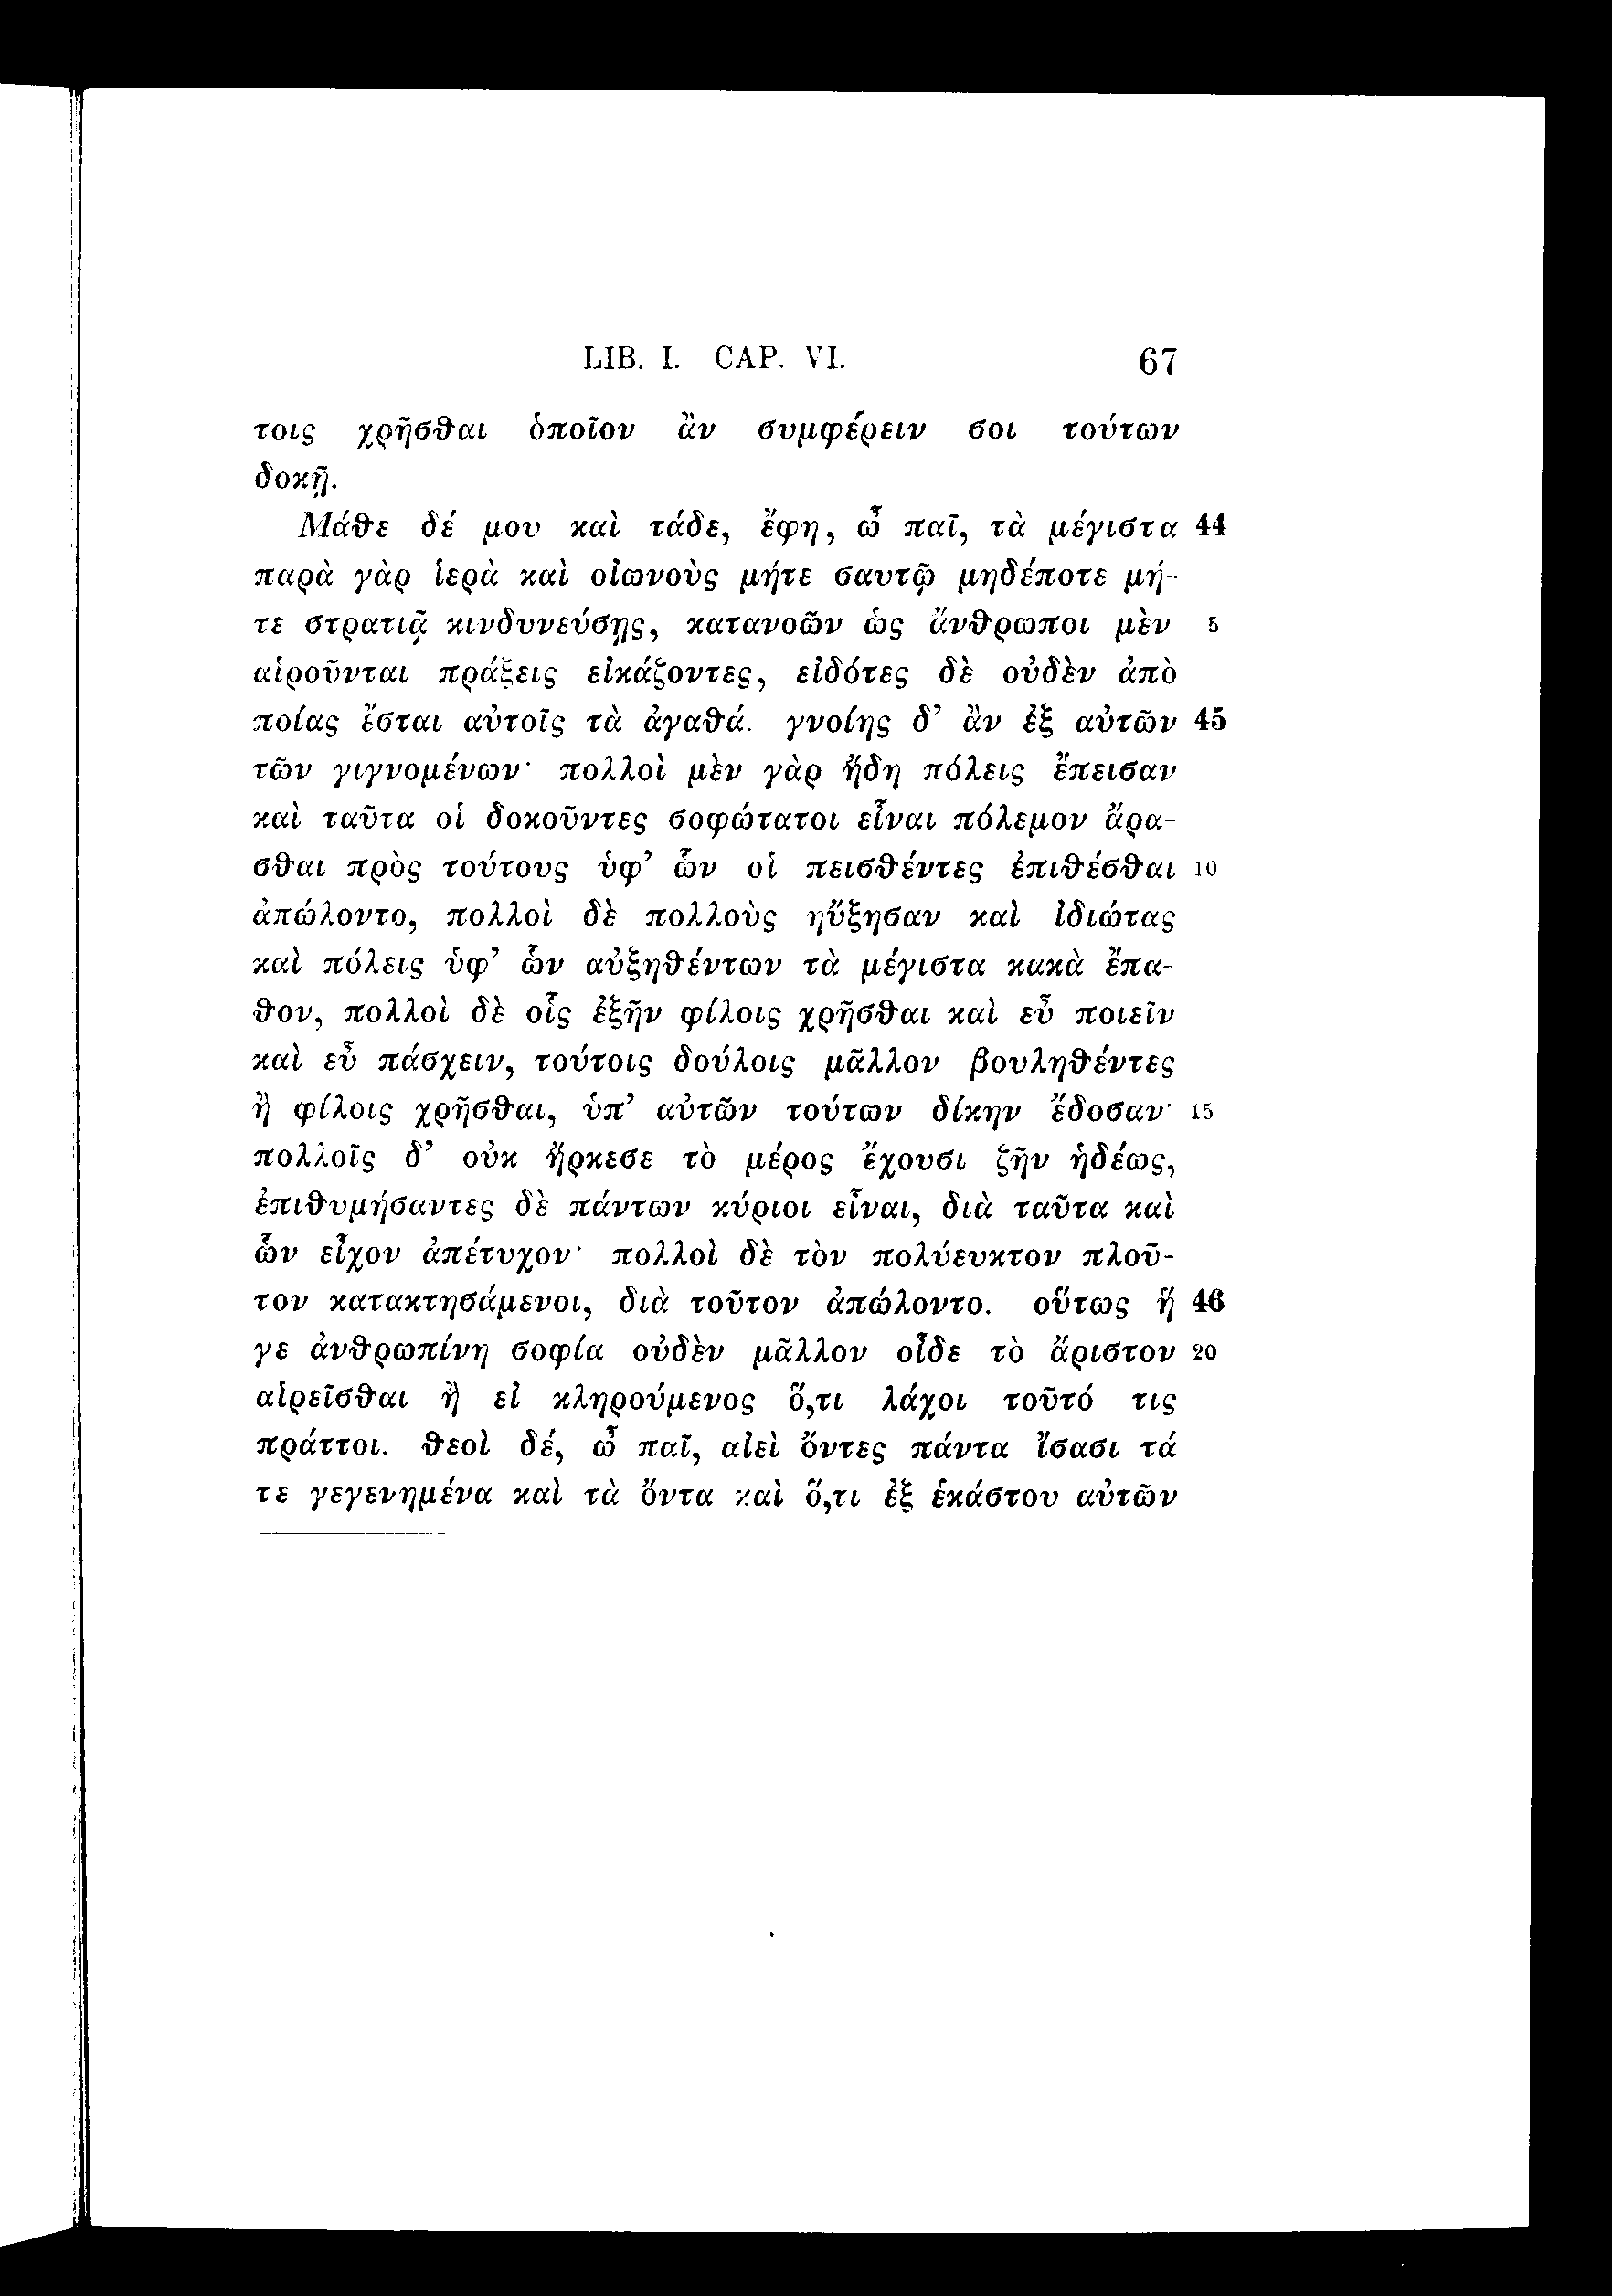 LIB. I. CAP. VI. 67
τοις χρῆσθαι ὁποῖον ἂν συμφέρειν σοι τούτων
δοκῇ.
Μάθε δέ μου καὶ τάδε, ἔφη, ὦ παῖ, τὰ μέγιστα 44
παρὰ γὰρ ἱερὰ καὶ οἰωνοὺς μήτε σαυτῷ μηδέποτε μή-
τε στρατιᾷ κινδυνεύσῃς, κατανοῶν ὡς ἄνθρωποι μὲν 5
αἱροῦνται πράξεις εἰκάζοντες, εἰδότες δὲ οὐδὲν ἀπὸ
ποίας ἔσται αὐτοῖς τὰ ἀγαθά. γνοίης δ’ ἂν ἐξ αὐτῶν 45
τῶν γιγνομένων· πολλοὶ μὲν γὰρ ἤδη πόλεις ἔπεισαν
καὶ ταῦτα οἱ δοκοῦντες σοφώτατοι εἶναι πόλεμον ἄρα-
σθαι πρὸς τούτους ὑφ’ ὧν οἱ πεισθέντες ἐπιθέσθαι 10
ἀπώλοντο, πολλοὶ δὲ πολλοὺς ηὔξησαν καὶ ἰδιώτας
καὶ πόλεις ὑφ’ ὧν αὐξηθέντων τὰ μέγιστα κακὰ ἔπα-
θον, πολλοὶ δὲ οἷς ἐξῆν φίλοις χρῆσθαι καὶ εὖ ποιεῖν
καὶ εὖ πάσχειν, τούτοις δούλοις μᾶλλον βουληθέντες
ἢ φίλοις χρῆσθαι, ὑπ’ αὐτῶν τούτων δίκην ἔδοσαν· 15
πολλοῖς δ’ οὐκ ἤρκεσε τὸ μέρος ἔχουσι ζῆν ἡδέως,
ἐπιθυμήσαντες δὲ πάντων κύριοι εἶναι, διὰ ταῦτα καὶ
ὧν εἶχον ἀπέτυχον· πολλοὶ δὲ τὸν πολύευκτον πλοῦ-
τον κατακτησάμενοι, διὰ τοῦτον ἀπώλοντο. οὕτως ἥ 46
γε ἀνθρωπίνη σοφία οὐδὲν μᾶλλον οἶδε τὸ ἄριστον 20
αἱρεῖσθαι ἢ εἰ κληρούμενος ὅ,τι λάχοι τοῦτό τις
πράττοι. θεοὶ δέ, ὦ παῖ, αἰεὶ ὄντες πάντα ἴσασι τά
τε γεγενημένα καὶ τὰ ὄντα καὶ ὅ,τι ἐξ ἑκάστου αὐτῶν